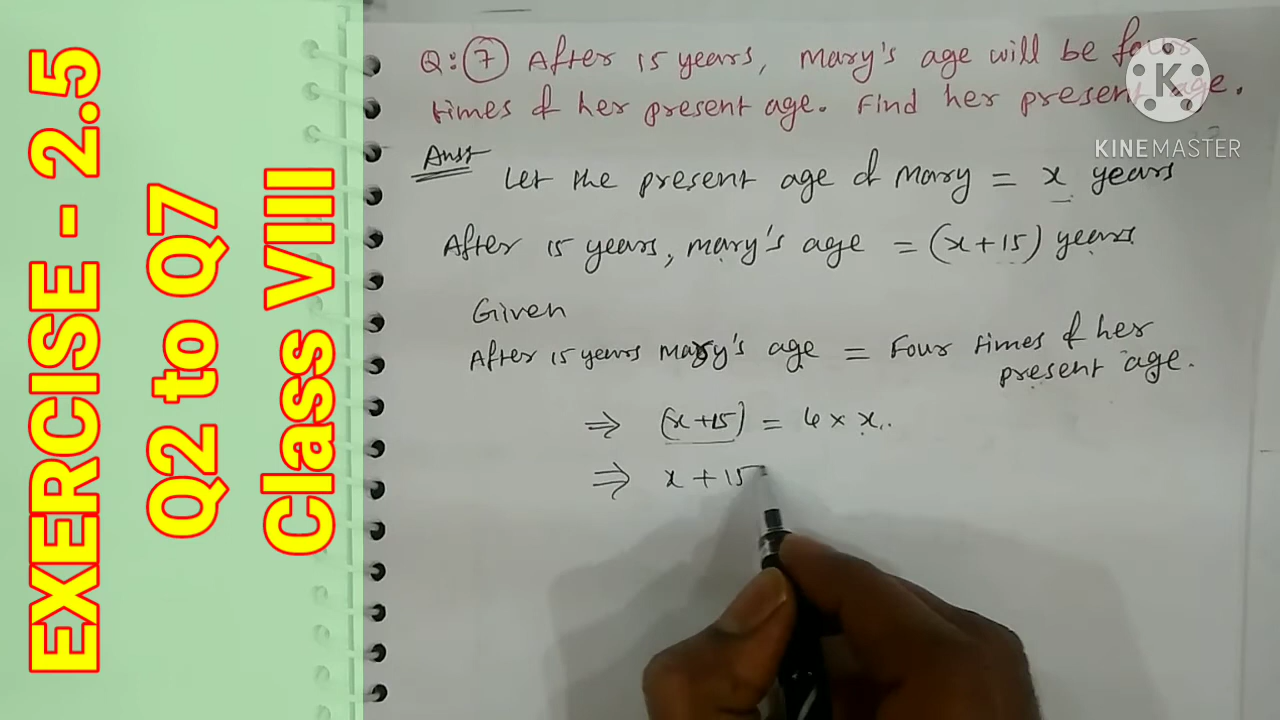 EXERCISE - 2.5
Q2 to Q7
Class VIII
Q:⑦ After 15 years, Mary's age will be four
times of her present age. Find her present age.
KINEMASTER
Ans:
Let the present age of Mary = x years
After 15 years, Mary's age = (x+15) years
Given
After 15 years Mary's age = Four times of her
present age.
⇒ (x+15) = 4 × x
⇒ x + 15 =